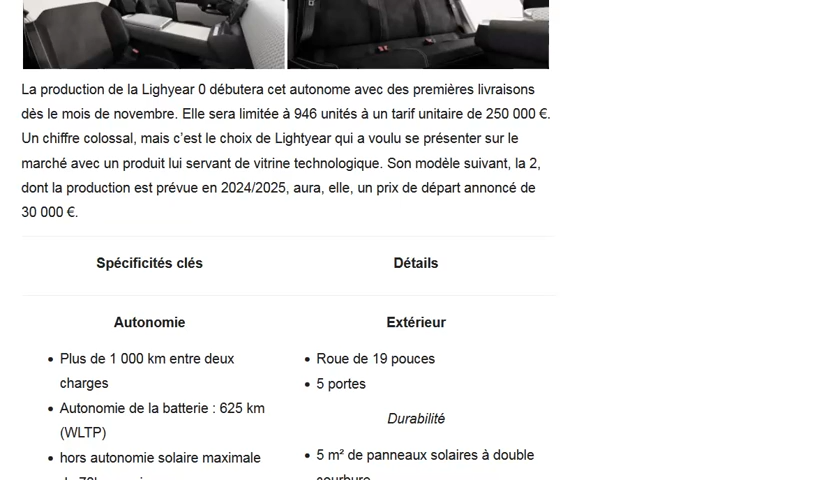 La production de la Lighyear 0 débutera cet autonome avec des premières livraisons
dès le mois de novembre. Elle sera limitée à 946 unités à un tarif unitaire de 250 000 €.
Un chiffre colossal, mais c’est le choix de Lightyear qui a voulu se présenter sur le
marché avec un produit lui servant de vitrine technologique. Son modèle suivant, la 2,
dont la production est prévue en 2024/2025, aura, elle, un prix de départ annoncé de
30 000 €.
Spécificités clés
Détails
Autonomie
• Plus de 1 000 km entre deux
charges
• Autonomie de la batterie : 625 km
(WLTP)
• hors autonomie solaire maximale
Extérieur
• Roue de 19 pouces
• 5 portes
Durabilité
• 5 m² de panneaux solaires à double
courbure